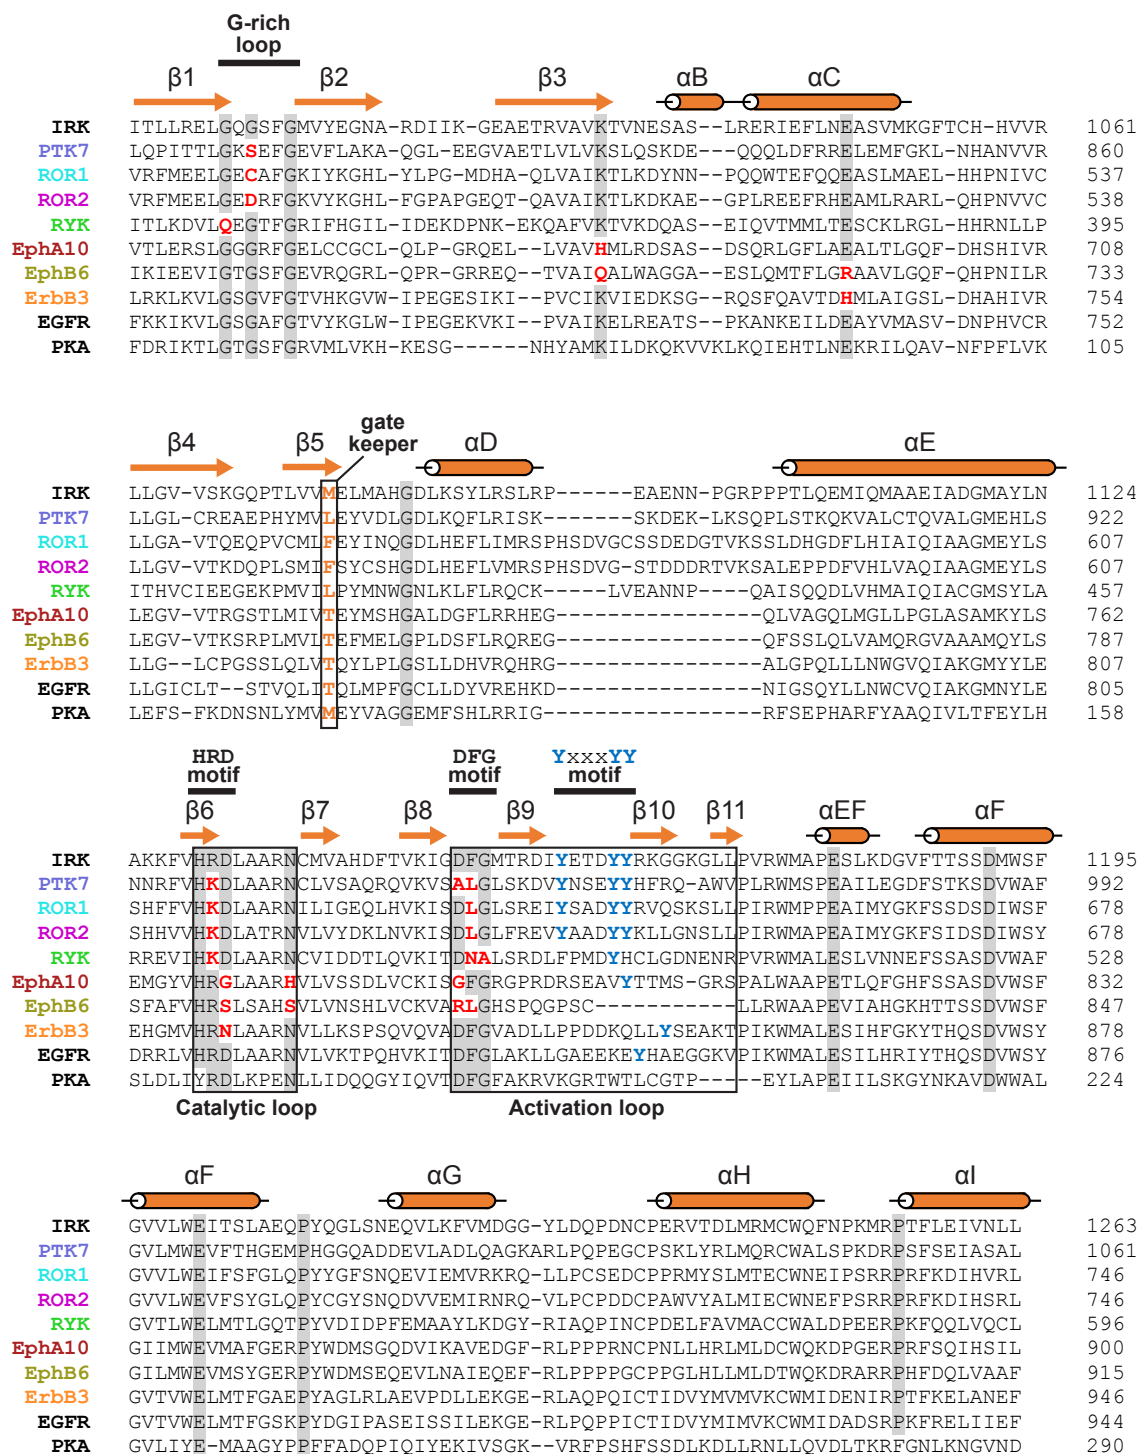 G-rich
loop
β1 β2 β3 αB αC
IRK ITLLRELGQGSFGMVYEGNA-RDIIK-GEAETRVAVKTVNESAS--LRERIEFLNEASVMKGFTCH-HVVR 1061
PTK7 LQPITTLGKSEFGEVFLAKA-QGL-EEGVAETLVLVKSLQSKDE--QQQLDFRRELEMFGKL-NHANVVR 860
ROR1 VRFMEELGECAFGKIYKGHL-YLPG-MDHA-QLVAIKTLKDYNN--PQQWTEFQQEASLMAEL-HHPNIVC 537
ROR2 VRFMEELGEDRFGKVYKGHL-FGPAPGEQT-QAVAIKTLKDKAE--GPLREEFRHEAMLRARL-QHPNVVC 538
RYK ITLKDVLQEGTFGRIFHGIL-IDEKDPNK-EKQAFVKTVKDQAS--EIQVTMMLTESCKLRGL-HHRNLLP 395
EphA10 VTLERSLGGGRFGELCCGCL-QLP-GRQEL--LVAVHMLRDSAS--DSQRLGFLAEALTLGQF-DHSHIVR 708
EphB6 IKIEEVIGTGSFGEVRQGRL-QPR-GRREQ--TVAIQALWAGGA--ESLQMTFLGRAAVLGQF-QHPNILR 733
ErbB3 LRKLKVLGSGVFGTVHKGVW-IPEGESIKI--PVCIKVIEDKSG--RQSFQAVTDHMLAIGSL-DHAHIVR 754
EGFR FKKIKVLGSGAFGTVYKGLW-IPEGEKVKI--PVAIKELREATS--PKANKEILDEAYVMASV-DNPHVCR 752
PKA FDRIKTLGTGSFGRVMLVKH-KESG------NHYAMKILDKQKVVKLKQIEHTLNEKRILQAV-NFPFLVK 105
gate
keeper
β4 β5 αD αE
IRK LLGV-VSKGQPTLVVMELMAHGDLKSYLRSLRP------EAENN-PGRPPPTLQEMIQMAAEIADGMAYLN 1124
PTK7 LLGL-CREAEPHYMVLEYVDLGDLKQFLRISK-------SKDEK-LKSQPLSTKQKVALCTQVALGMEHLS 922
ROR1 LLGA-VTQEQPVCMLFEYINQGDLHEFLIMRSPHSDVGCSSDEDGTVKSSLDHGDFLHIAIQIAAGMEYLS 607
ROR2 LLGV-VTKDQPLSMIFSYCSHGDLHEFLVMRSPHSDVG-STDDDRTVKSALEPPDFVHLVAQIAAGMEYLS 607
RYK ITHVCIEEGEKPMVILPYMNWGNLKLFLRQCK----LVEANNP---QAISQQDLVHMAIQIACGMSYLA 457
EphA10 LEGV-VTRGSTLMIVTEYMSHGALDGFLRRHEG----------------QLVAGQLMGLLPGLASAMKYLS 762
EphB6 LEGV-VTKSRPLMVLTEFMELGPLDSFLRQREG----------------QFSSLQLVAMQRGVAAAMQYLS 787
ErbB3 LLG--LCPGSSLQLVTQYLPLGSLLDHVRQHRG----------------ALGPQLLLNWGVQIAKGMYYLE 807
EGFR LLGICLT--STVQLITQLMPFGCLLDYVREHKD----------------NIGSQYLLNWCVQIAKGMNYLE 805
PKA LEFS-FKDNSNLYMVMEYVAGGEMFSHLRRIG-----------------RFSEPHARFYAAQIVLTFEYLH 158
HRD DFG YxxxYY
motif motif motif
β6 β7 β8 β9 β10 β11 αEF αF
IRK AKKFVHRDLAARNCMVAHDFTVKIGDFGMTRDIYETDYYRKGGKGLLPVRWMAPESLKDGVFTTSSDMWSF 1195
PTK7 NNRFVHKDLAARNCLVSAQRQVKVSALGLSKDVYNSEYYHFRQ-AWVPLRWMSPEAILEGDFSTKSDVWAF 992
ROR1 SHFFVHKDLAARNILIGEQLHVKISDLGLSREIYSADYYRVQSKSLLPIRWMPPEAIMYGKFSSDSDIWSF 678
ROR2 SHHVVHKDLATRNVLVYDKLNVKISDLGLFREVYAADYYKLLGNSLLPIRWMAPEAIMYGKFSIDSDIWSY 678
RYK RREVIHKDLAARNCVIDDTLQVKITDNALSRDLFPMDYHCLGDNENRPVRWMALESLVNNEFSSASDVWAF 528
EphA10 EMGYVHRGLAARHVLVSSDLVCKISGFGRGPRDRSEAVYTTMS-GRSPALWAAPETLQFGHFSSASDVWSF 832
EphB6 SFAFVHRSLSAHSVLVNSHLVCKVARLGHSPQGPSC-------------LLRWAAPEVIAHGKHTTSSDVWSF 847
ErbB3 EHGMVHRNLAARNVLLKSPSQVQVADFGVADLLPPDDKQLLYSEAKTPIKWMALESIHFGKYTHQSDVWSY 878
EGFR DRRLVHRDLAARNVLVKTPQHVKITDFGLAKLLGAEEKEYHAEGGKVPIKWMALESILHRIYTHQSDVWSY 876
PKA SLDLIYRDLKPENLLIDQQGYIQVTDFGFAKRVKGRTWTLCGTP----EYLAPEIILSKGYNKAVDWWAL 224
Catalytic loop Activation loop
αF αG αH αI
IRK GVVLWEITSLAEQPYQGLSNEQVLKFVMDGG-YLDQPDNCPERVTDLMRMCWQFNPKMRPTFLEIVNLL 1263
PTK7 GVLMWEVFTHGEMPHGGQADDEVLADLQAGKARLPQPEGCPSKLYRLMQRCWALSPKDRPSFSEIASAL 1061
ROR1 GVVLWEIFSFGLQPYYGFSNQEVIEMVRKRQ-LLPCSEDCPPRMYSLMTECWNEIPSRRPRFKDIHVRL 746
ROR2 GVVLWEVFSYGLQPYCGYSNQDVVEMIRNRQ-VLPCPDDCPAWVYALMIECWNEFPSRRPRFKDIHSRL 746
RYK GVTLWELMTLGQTPYVDIDPFEMAAYLKDGY-RIAQPINCPDELFAVMACCWALDPEERPKFQQLVQCL 596
EphA10 GIIMWEVMAFGERPYWDMSGQDVIKAVEDGF-RLPPPRNCPNLLHRLMLDCWQKDPGERPRFSQIHSIL 900
EphB6 GILMWEVMSYGERPYWDMSEQEVLNAIEQEF-RLPPPPGCPPGLHLLMLDTWQKDRARRPHFDQLVAAF 915
ErbB3 GVTVWELMTFGAEPYAGLRLAEVPDLLEKGE-RLAQPQICTIDVYMVMVKCWMIDENIRPTFKELANEF 946
EGFR GVTVWELMTFGSKPYDGIPASEISSILEKGE-RLPQPPICTIDVYMIMVKCWMIDADSRPKFRELIIEF 944
PKA GVLIYE-MAAGYPPFFADQPIQIYEKIVSGK--VRFPSHFSSDLKDLLRNLLQVDLTKRFGNLKNGVND 290